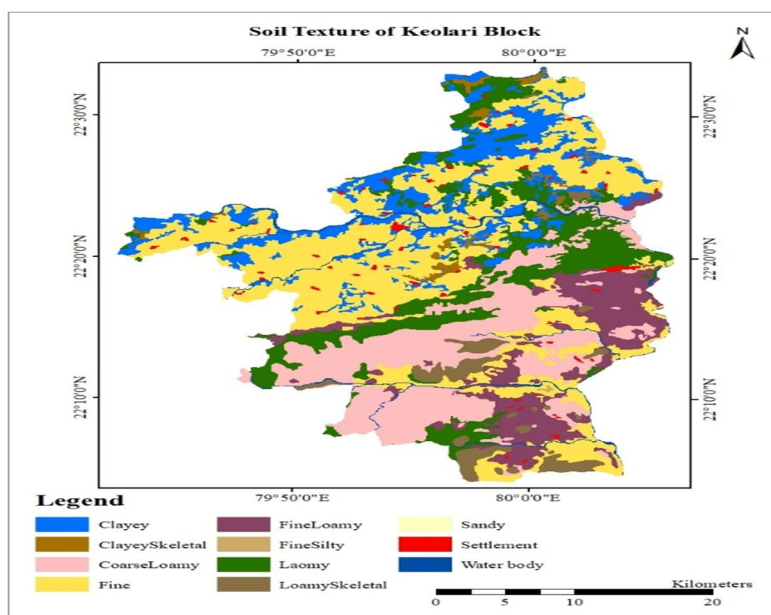 Soil Texture of Keolari Block
N
79°50'0"E 80°0'0"E
22°30'0"N 22°30'0"N
22°20'0"N 22°20'0"N
22°10'0"N 22°10'0"N
79°50'0"E 80°0'0"E
Legend
Clayey FineLoamy Sandy
ClayeySkeletal FineSilty Settlement
CoarseLoamy Laomy Water body
Fine LoamySkeletal
Kilometers
0 5 10 20